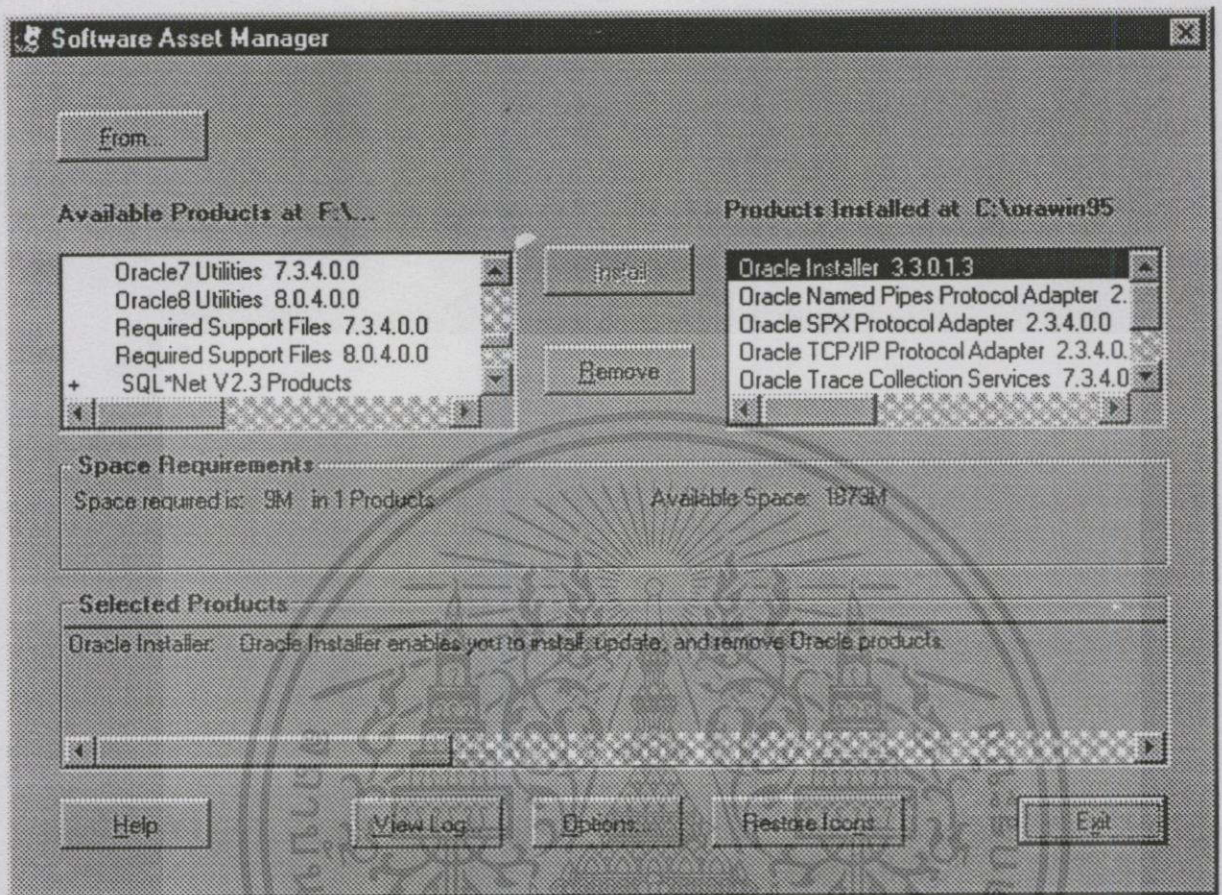 Software Asset Manager
From...
Available Products at F:\...
Products Installed at C:\orawin95
Oracle7 Utilities 7.3.4.0.0
Oracle8 Utilities 8.0.4.0.0
Required Support Files 7.3.4.0.0
Required Support Files 8.0.4.0.0
+ SQL*Net V2.3 Products
Install
Remove
Oracle Installer 3.3.0.1.3
Oracle Named Pipes Protocol Adapter 2.
Oracle SPX Protocol Adapter 2.3.4.0.0
Oracle TCP/IP Protocol Adapter 2.3.4.0.
Oracle Trace Collection Services 7.3.4.0
Space Requirements
Space required is: 9M in 1 Products
Available Space: 1873M
Selected Products
Oracle Installer: Oracle Installer enables you to install, update, and remove Oracle products.
Help
View Log...
Options...
Restore Icons
Exit